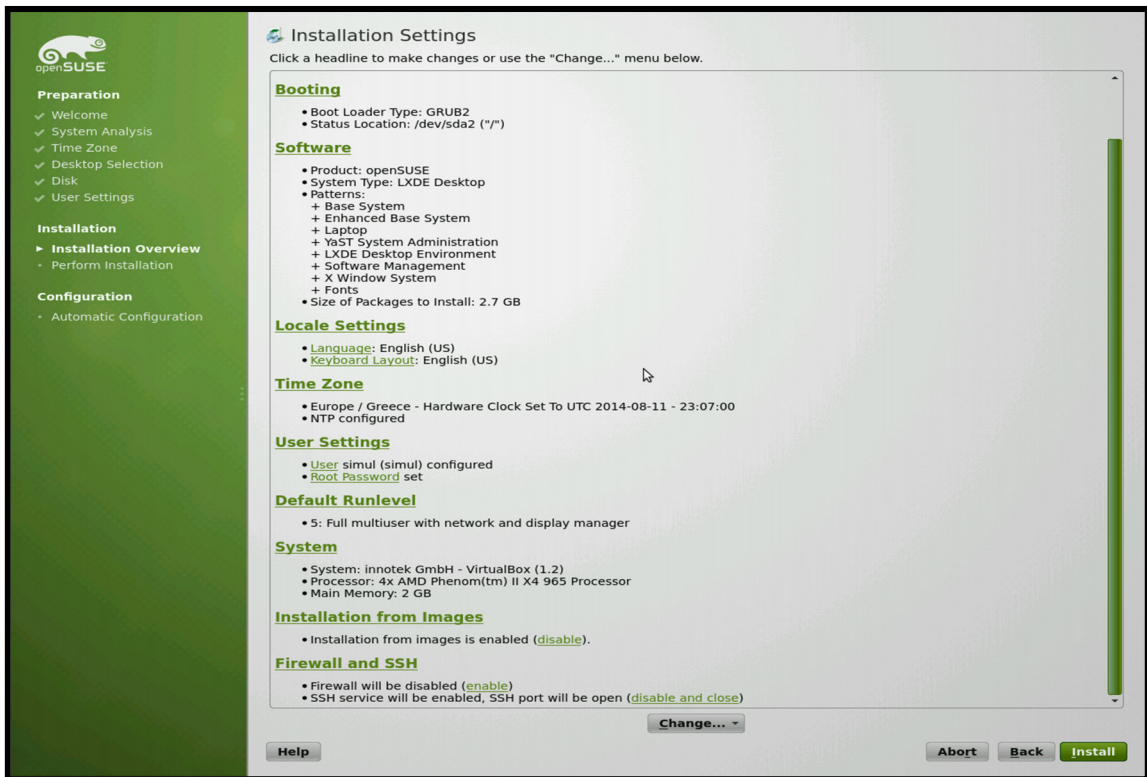 openSUSE
Preparation
Welcome
System Analysis
Time Zone
Desktop Selection
Disk
User Settings
Installation
Installation Overview
Perform Installation
Configuration
Automatic Configuration
Installation Settings
Click a headline to make changes or use the "Change..." menu below.
Booting
• Boot Loader Type: GRUB2
• Status Location: /dev/sda2 ("/")
Software
• Product: openSUSE
• System Type: LXDE Desktop
• Patterns:
+ Base System
+ Enhanced Base System
+ Laptop
+ YaST System Administration
+ LXDE Desktop Environment
+ Software Management
+ X Window System
+ Fonts
• Size of Packages to Install: 2.7 GB
Locale Settings
• Language: English (US)
• Keyboard Layout: English (US)
Time Zone
• Europe / Greece - Hardware Clock Set To UTC 2014-08-11 - 23:07:00
• NTP configured
User Settings
• User simul (simul) configured
• Root Password set
Default Runlevel
• 5: Full multiuser with network and display manager
System
• System: innotek GmbH - VirtualBox (1.2)
• Processor: 4x AMD Phenom(tm) II X4 965 Processor
• Main Memory: 2 GB
Installation from Images
• Installation from images is enabled (disable).
Firewall and SSH
• Firewall will be disabled (enable)
• SSH service will be enabled, SSH port will be open (disable and close)
Change...
Help
Abort
Back
Install